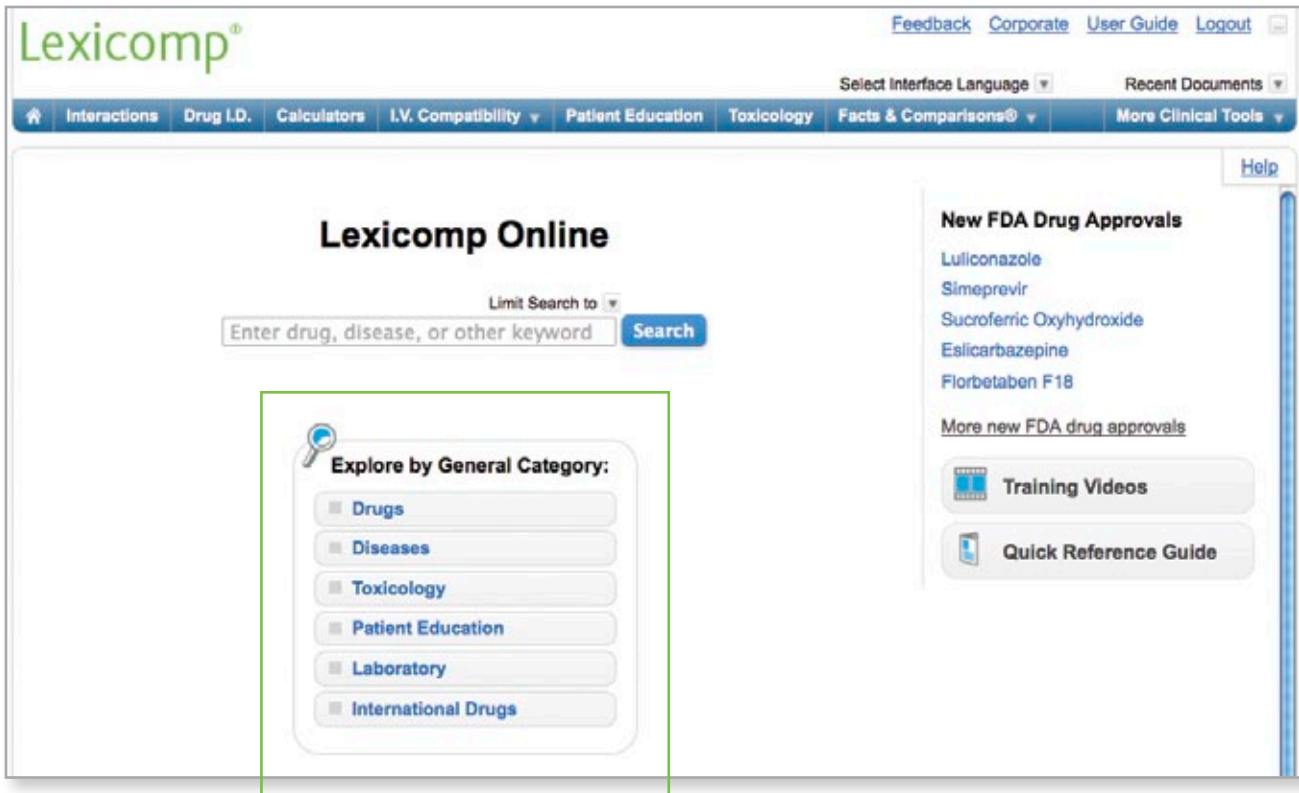 Lexicomp®
Feedback Corporate User Guide Logout
Select Interface Language Recent Documents
Interactions Drug I.D. Calculators I.V. Compatibility Patient Education Toxicology Facts & Comparisons® More Clinical Tools
Help
Lexicomp Online
Limit Search to
Enter drug, disease, or other keyword Search
Explore by General Category:
Drugs
Diseases
Toxicology
Patient Education
Laboratory
International Drugs
New FDA Drug Approvals
Luliconazole
Simeprevir
Sucroferric Oxyhydroxide
Eslicarbazepine
Florbetaben F18
More new FDA drug approvals
Training Videos
Quick Reference Guide